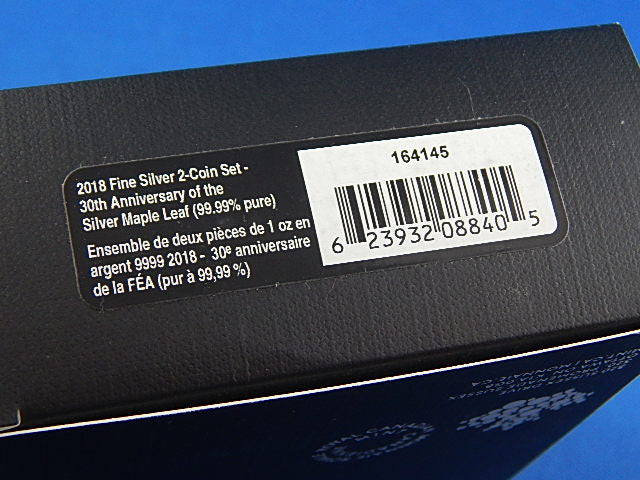 2018 Fine Silver 2-Coin Set -
30th Anniversary of the
Silver Maple Leaf (99.99% pure)
Ensemble de deux pièces de 1 oz en
argent 9999 2018 - 30e anniversaire
de la FÉA (pur à 99,99 %)
164145
6 23932 08840 5